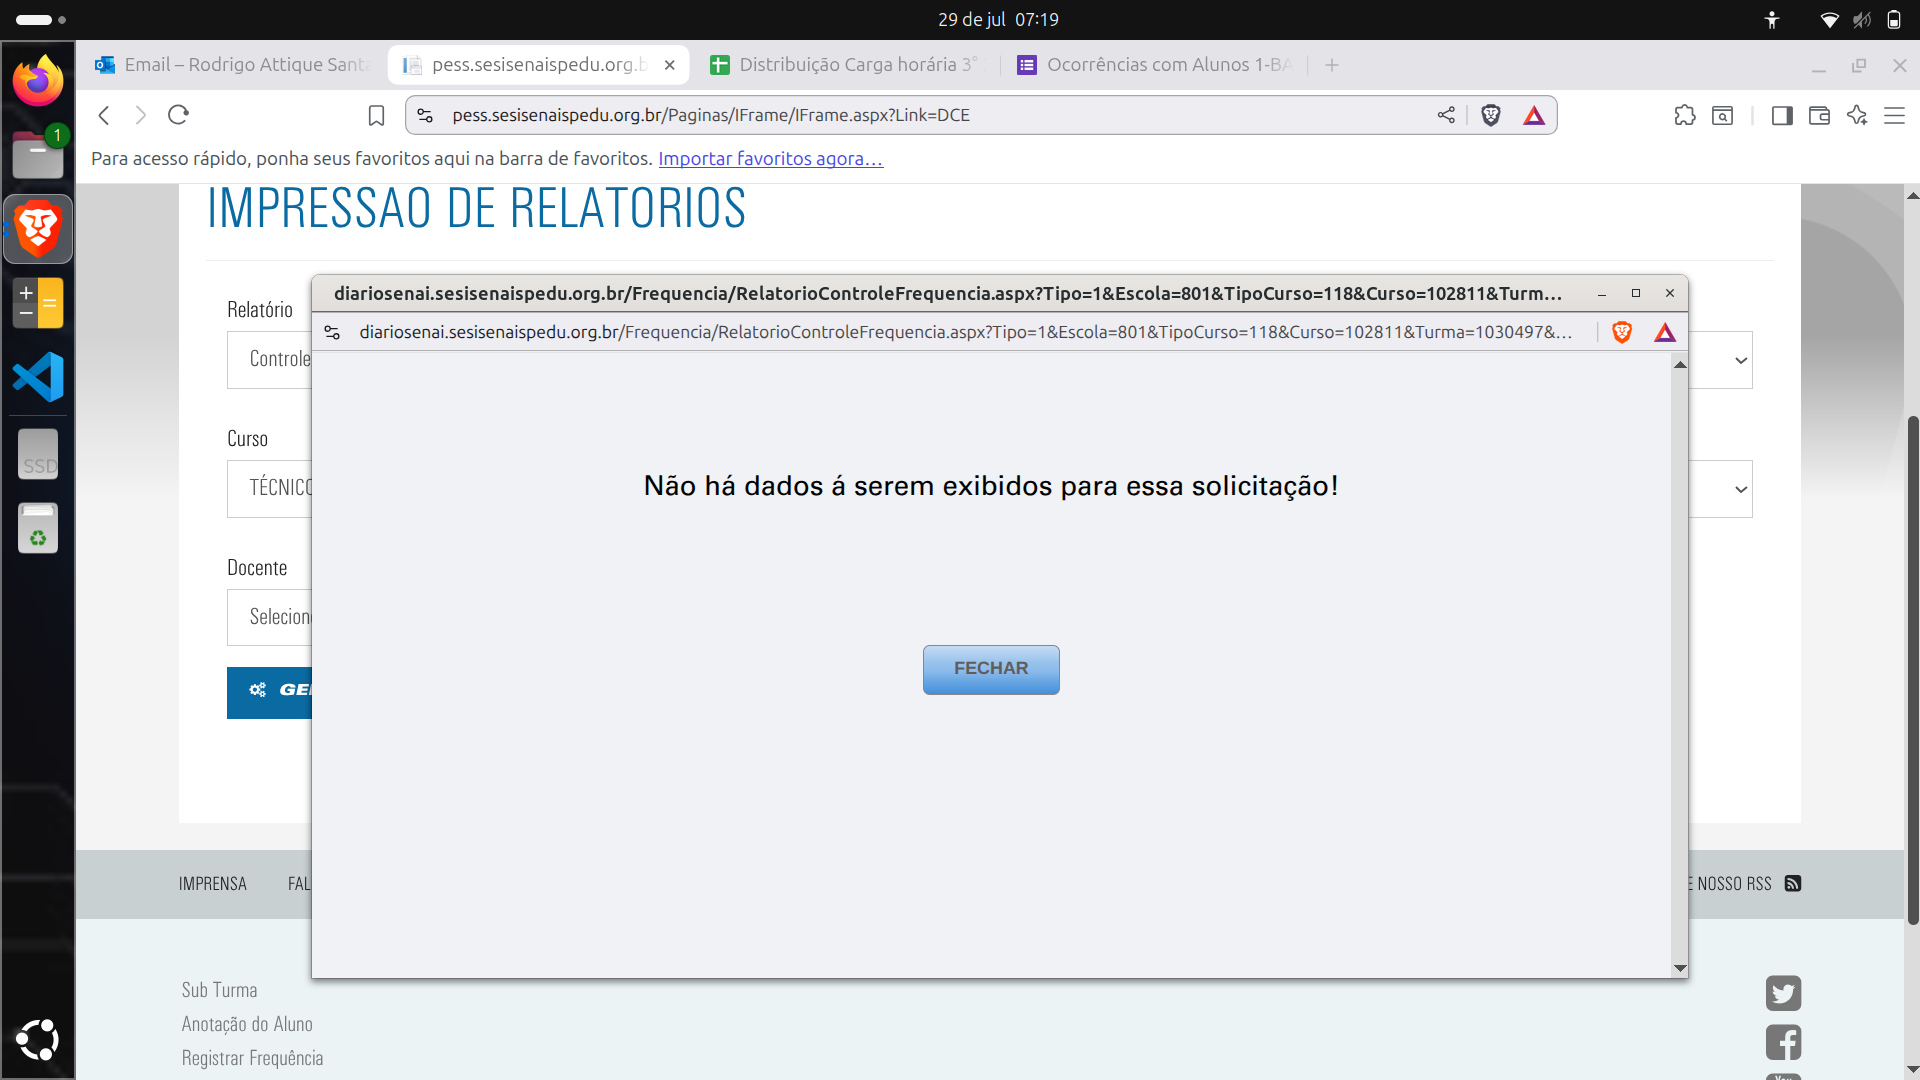 29 de jul 07:19
Email – Rodrigo Attique Santa
pess.sesisenaispedu.org.b
Distribuição Carga horária 3°
Ocorrências com Alunos 1-BA
pess.sesisenaispedu.org.br/Paginas/IFrame/IFrame.aspx?Link=DCE
Para acesso rápido, ponha seus favoritos aqui na barra de favoritos. Importar favoritos agora…
1
SSD
IMPRESSAO DE RELATORIOS
Relatório
Controle
Curso
TÉCNICO
Docente
Selecion
GE
diariosenai.sesisenaispedu.org.br/Frequencia/RelatorioControleFrequencia.aspx?Tipo=1&Escola=801&TipoCurso=118&Curso=102811&Turm…
diariosenai.sesisenaispedu.org.br/Frequencia/RelatorioControleFrequencia.aspx?Tipo=1&Escola=801&TipoCurso=118&Curso=102811&Turma=1030497&…
Não há dados á serem exibidos para essa solicitação!
FECHAR
IMPRENSA
FAL
E NOSSO RSS
Sub Turma
Anotação do Aluno
Registrar Frequência